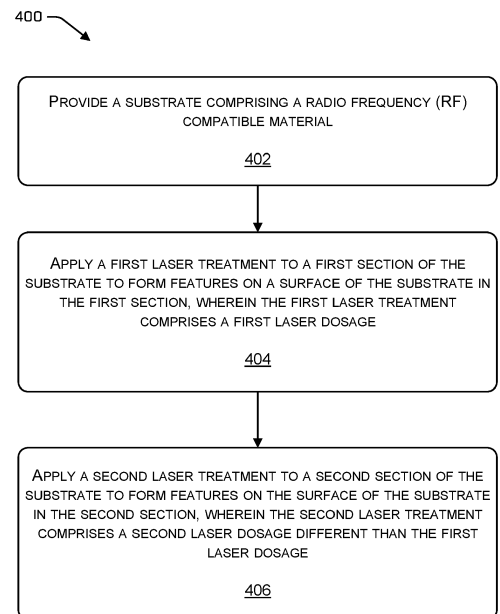 400
PROVIDE A SUBSTRATE COMPRISING A RADIO FREQUENCY (RF)
COMPATIBLE MATERIAL
402
APPLY A FIRST LASER TREATMENT TO A FIRST SECTION OF THE
SUBSTRATE TO FORM FEATURES ON A SURFACE OF THE SUBSTRATE IN
THE FIRST SECTION, WHEREIN THE FIRST LASER TREATMENT
COMPRISES A FIRST LASER DOSAGE
404
APPLY A SECOND LASER TREATMENT TO A SECOND SECTION OF THE
SUBSTRATE TO FORM FEATURES ON THE SURFACE OF THE SUBSTRATE
IN THE SECOND SECTION, WHEREIN THE SECOND LASER TREATMENT
COMPRISES A SECOND LASER DOSAGE DIFFERENT THAN THE FIRST
LASER DOSAGE
406